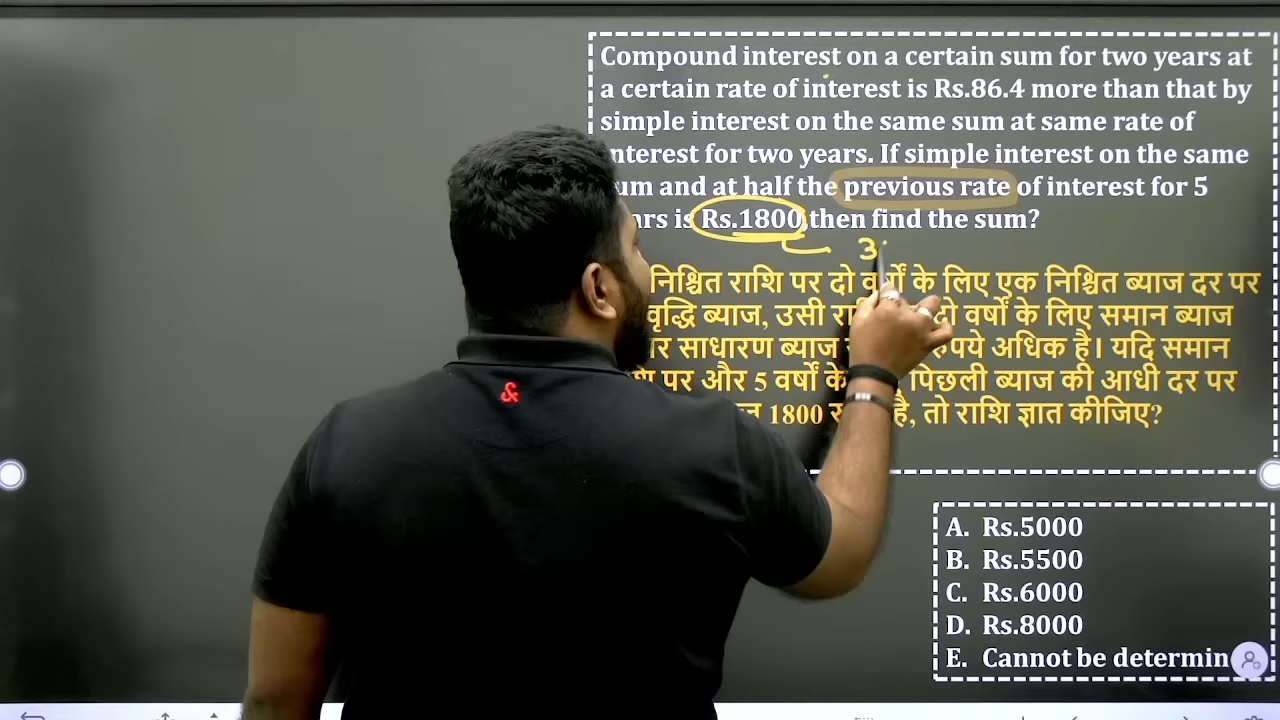 Compound interest on a certain sum for two years at
a certain rate of interest is Rs.86.4 more than that by
simple interest on the same sum at same rate of
interest for two years. If simple interest on the same
sum and at half the previous rate of interest for 5
is Rs.1800 then find the sum?
3
निश्चित राशि पर दो वर्षों के लिए एक निश्चित ब्याज दर पर
वृद्धि ब्याज, उसी दो वर्षों के लिए समान ब्याज
साधारण ब्याज रुपये अधिक है। यदि समान
पर और 5 वर्षों के पिछली ब्याज की आधी दर पर
1800 है, तो राशि ज्ञात कीजिए?
&
A. Rs.5000
B. Rs.5500
C. Rs.6000
D. Rs.8000
E. Cannot be determin